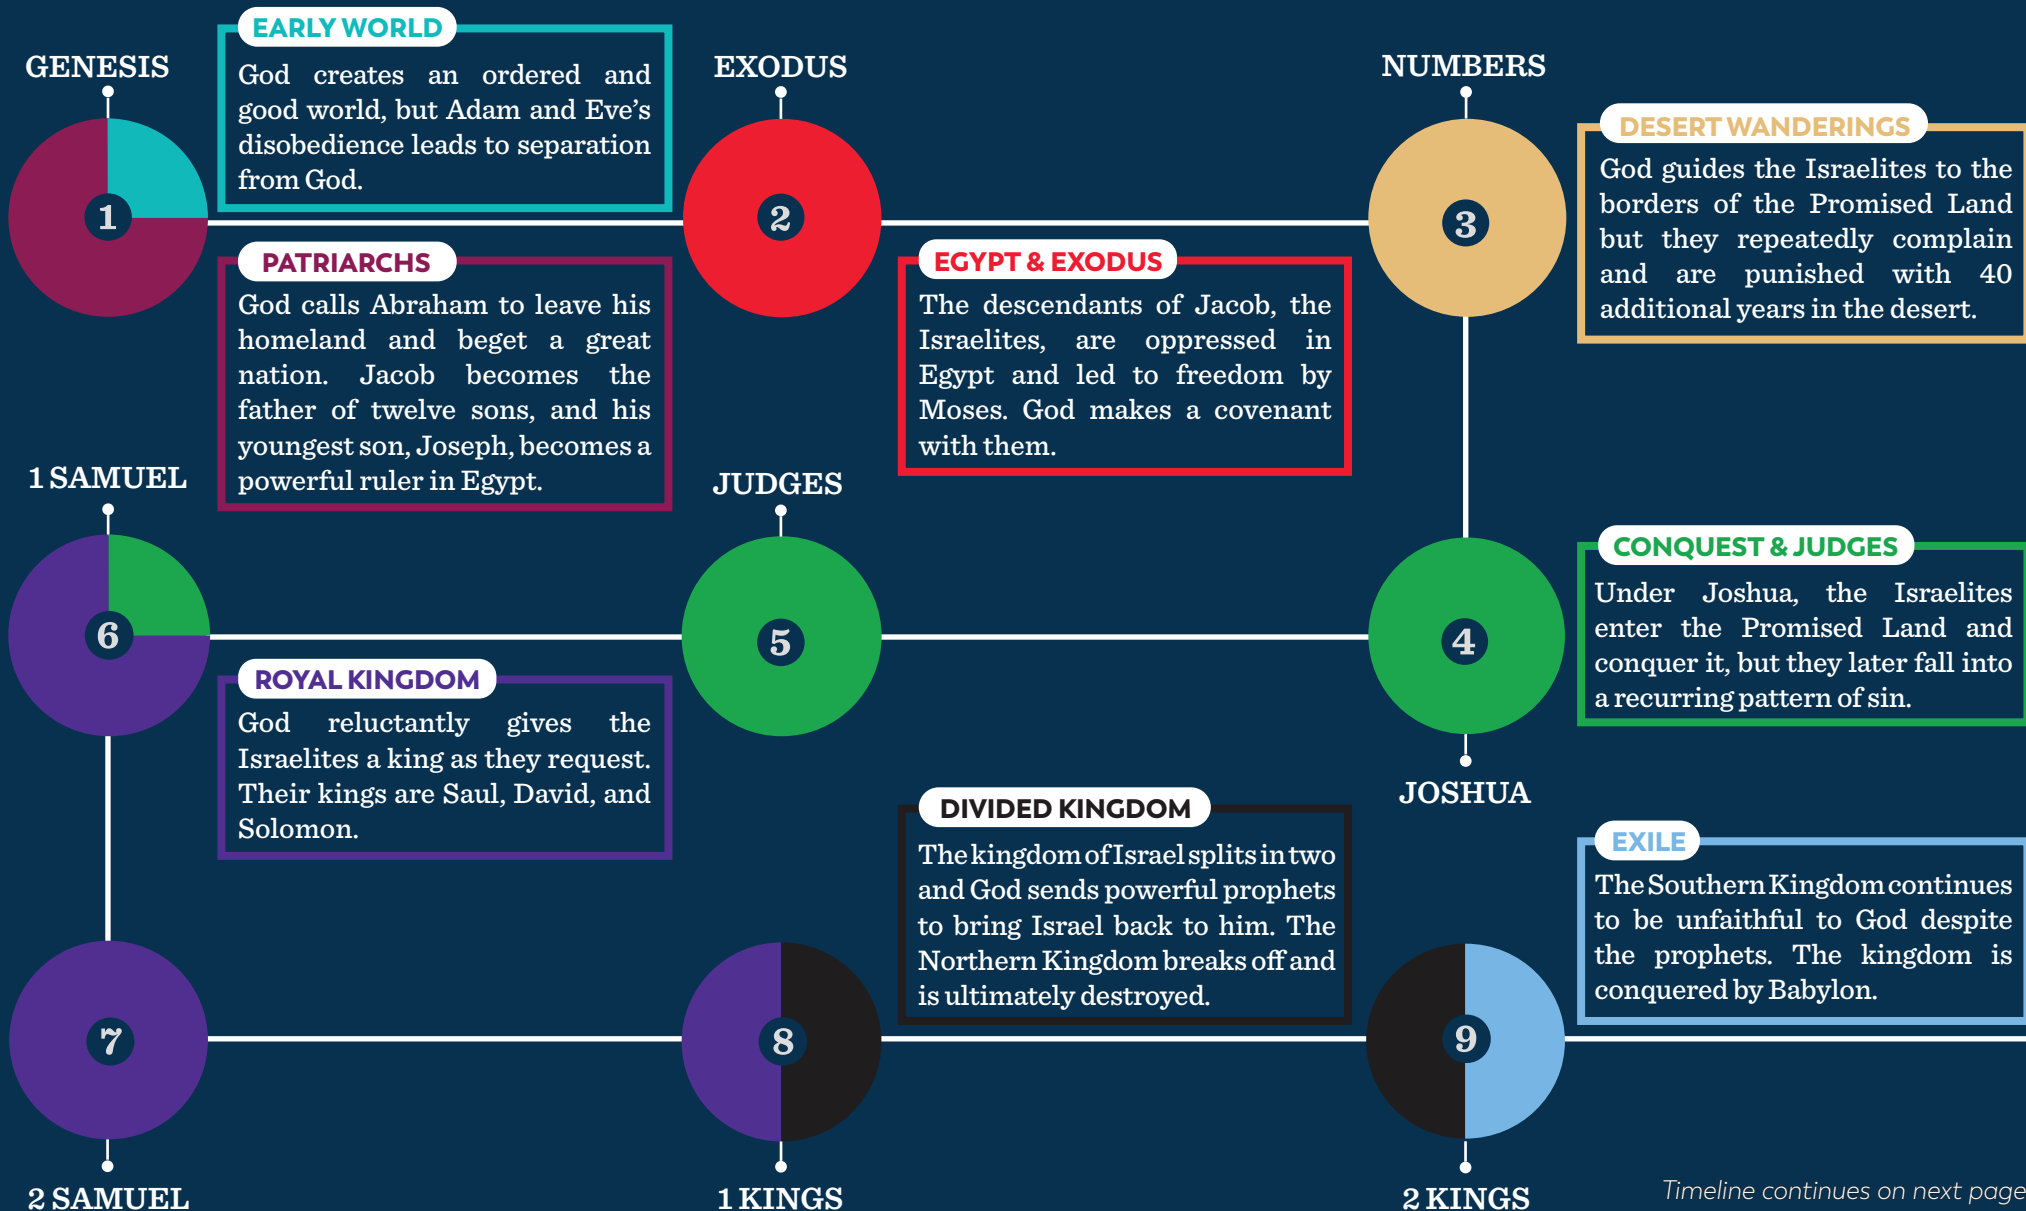 GENESIS
1
EARLY WORLD
God creates an ordered and
good world, but Adam and Eve's
disobedience leads to separation
from God.
PATRIARCHS
God calls Abraham to leave his
homeland and beget a great
nation. Jacob becomes the
father of twelve sons, and his
youngest son, Joseph, becomes a
powerful ruler in Egypt.
EXODUS
2
EGYPT & EXODUS
The descendants of Jacob, the
Israelites, are oppressed in
Egypt and led to freedom by
Moses. God makes a covenant
with them.
NUMBERS
3
DESERT WANDERINGS
God guides the Israelites to the
borders of the Promised Land
but they repeatedly complain
and are punished with 40
additional years in the desert.
4
JOSHUA
CONQUEST & JUDGES
Under Joshua, the Israelites
enter the Promised Land and
conquer it, but they later fall into
a recurring pattern of sin.
JUDGES
5
1 SAMUEL
6
ROYAL KINGDOM
God reluctantly gives the
Israelites a king as they request.
Their kings are Saul, David, and
Solomon.
7
2 SAMUEL
8
1 KINGS
DIVIDED KINGDOM
The kingdom of Israel splits in two
and God sends powerful prophets
to bring Israel back to him. The
Northern Kingdom breaks off and
is ultimately destroyed.
9
2 KINGS
EXILE
The Southern Kingdom continues
to be unfaithful to God despite
the prophets. The kingdom is
conquered by Babylon.
Timeline continues on next page